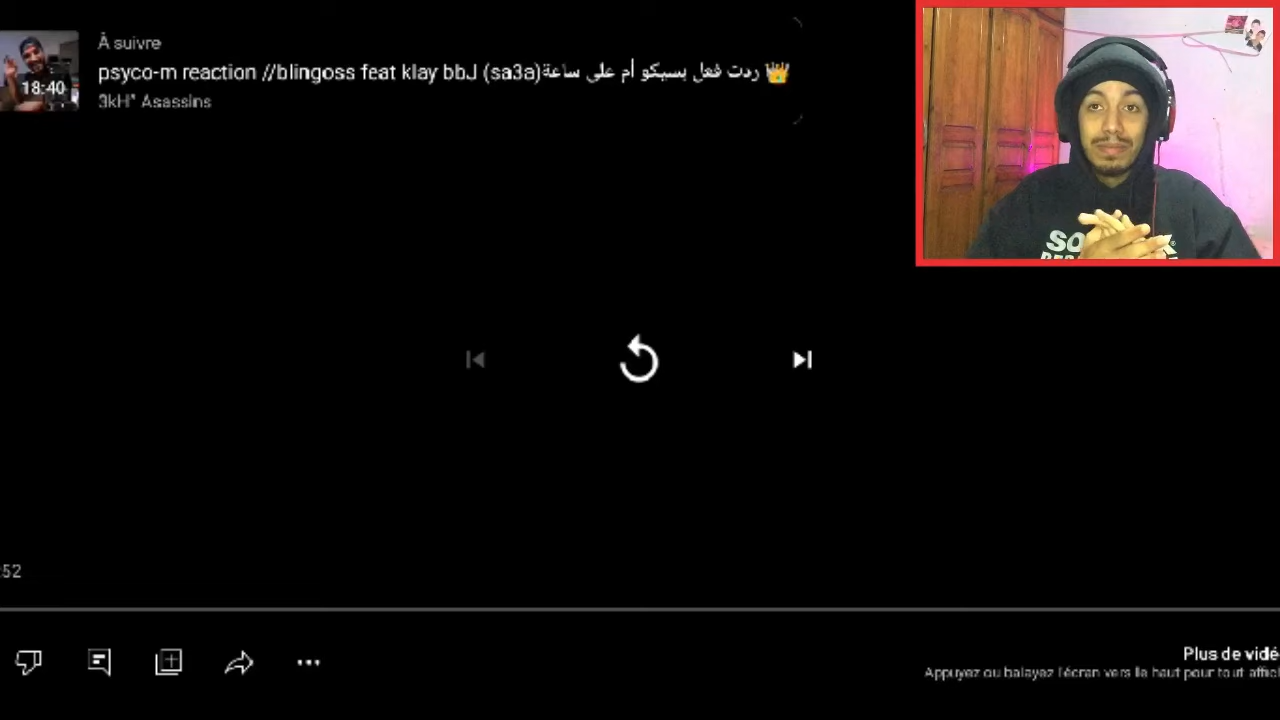 À suivre
psyco-m reaction //blingoss feat klay bbJ (sa3a)ردت فعل بسيكو أم على ساعة
18:40
3kH" Asassins
:52
Plus de vidé
Appuyez ou balayez l'écran vers le haut pour tout affic